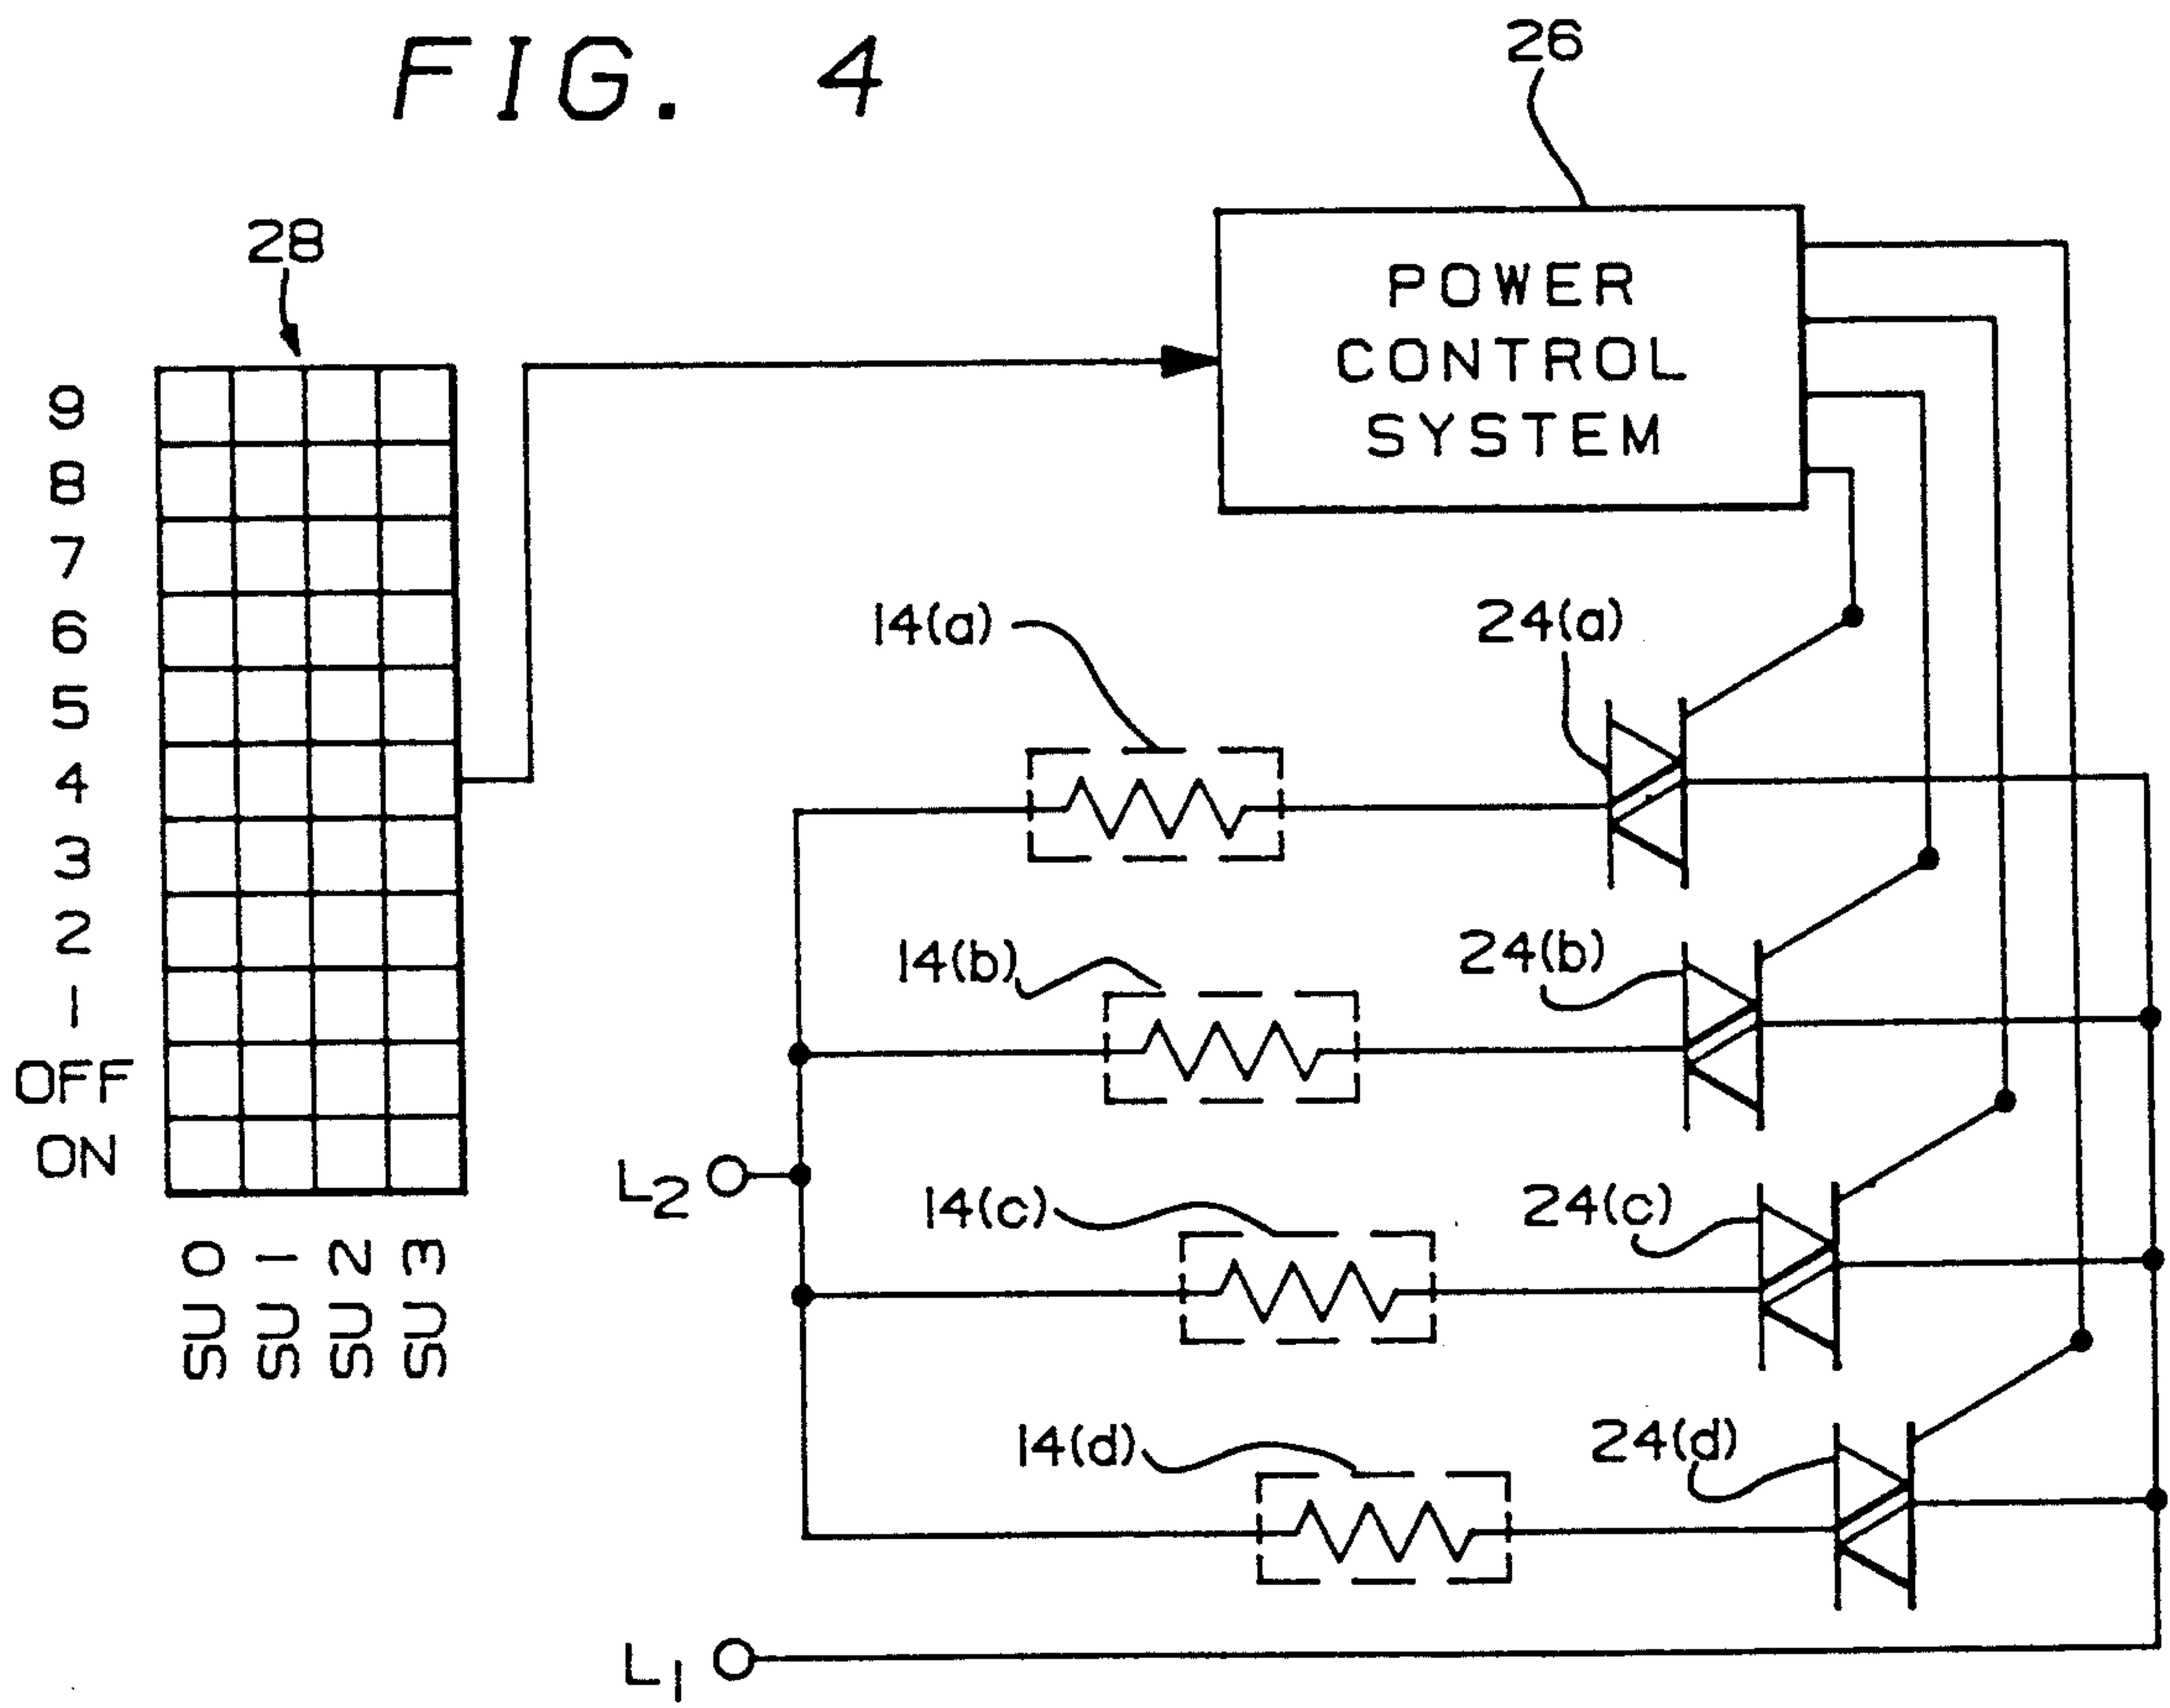 FIG. 4
26
28
POWER
CONTROL
SYSTEM
9
8
7
6
5
4
3
2
1
OFF
ON
SU 0
SU 1
SU 2
SU 3
14(a)
24(a)
14(b)
24(b)
L2
14(c)
24(c)
14(d)
24(d)
L1